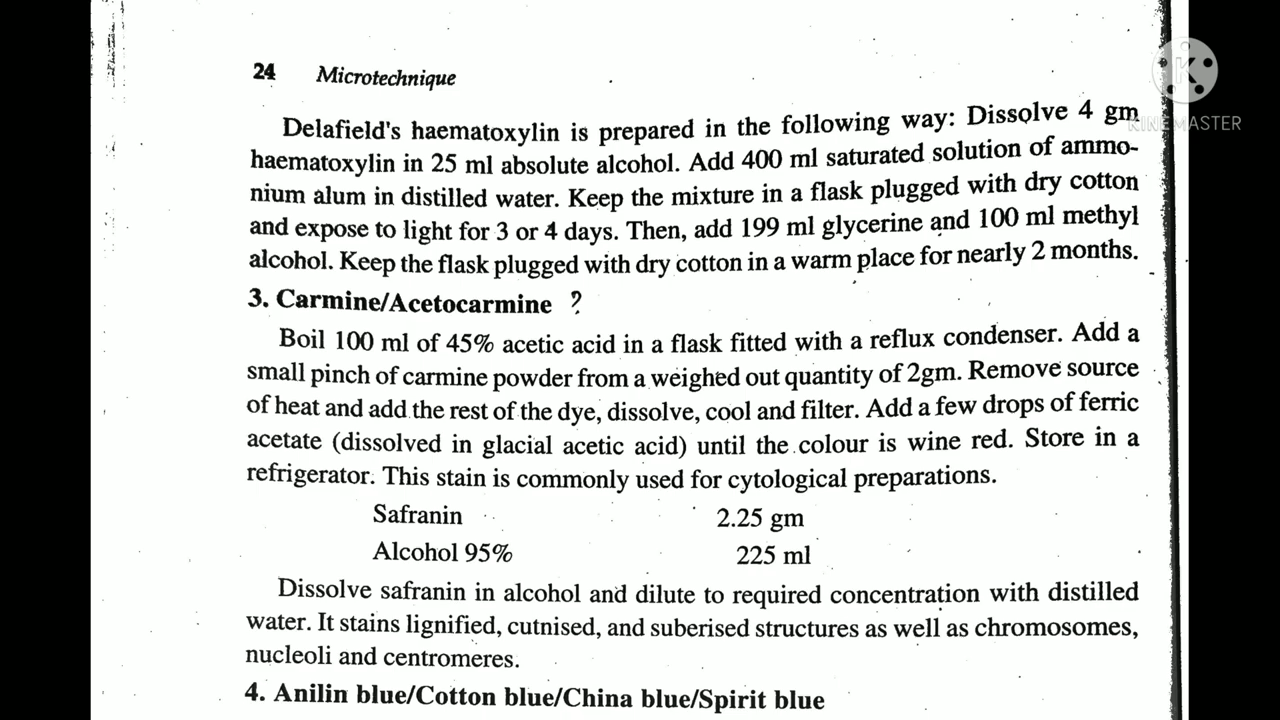 24 Microtechnique
KINEMASTER
Delafield's haematoxylin is prepared in the following way: Dissolve 4 gm
haematoxylin in 25 ml absolute alcohol. Add 400 ml saturated solution of ammo-
nium alum in distilled water. Keep the mixture in a flask plugged with dry cotton
and expose to light for 3 or 4 days. Then, add 199 ml glycerine and 100 ml methyl
alcohol. Keep the flask plugged with dry cotton in a warm place for nearly 2 months.
3. Carmine/Acetocarmine ?
Boil 100 ml of 45% acetic acid in a flask fitted with a reflux condenser. Add a
small pinch of carmine powder from a weighed out quantity of 2gm. Remove source
of heat and add the rest of the dye, dissolve, cool and filter. Add a few drops of ferric
acetate (dissolved in glacial acetic acid) until the colour is wine red. Store in a
refrigerator. This stain is commonly used for cytological preparations.
Safranin 2.25 gm
Alcohol 95% 225 ml
Dissolve safranin in alcohol and dilute to required concentration with distilled
water. It stains lignified, cutnised, and suberised structures as well as chromosomes,
nucleoli and centromeres.
4. Anilin blue/Cotton blue/China blue/Spirit blue